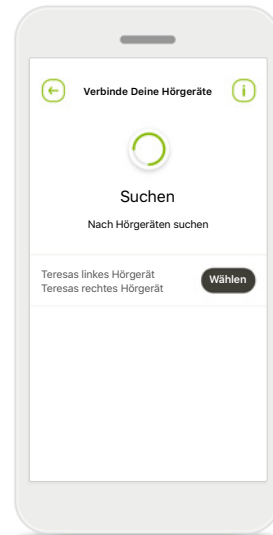 Verbinde Deine Hörgeräte
Suchen
Nach Hörgeräten suchen
Teresas linkes Hörgerät
Teresas rechtes Hörgerät
Wählen